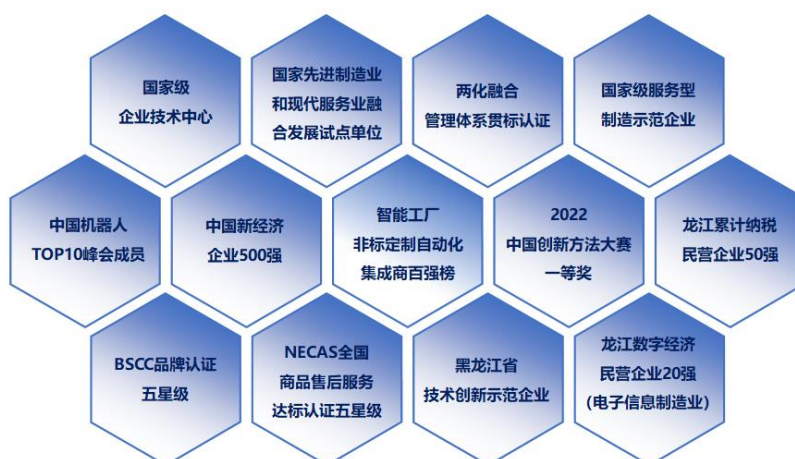 国家级
企业技术中心
国家先进制造业
和现代服务业融
合发展试点单位
两化融合
管理体系贯标认证
国家级服务型
制造示范企业
中国机器人
TOP10峰会成员
中国新经济
企业500强
智能工厂
非标定制自动化
集成商百强榜
2022
中国创新方法大赛
一等奖
龙江累计纳税
民营企业50强
BSCC品牌认证
五星级
NECAS全国
商品售后服务
达标认证五星级
黑龙江省
技术创新示范企业
龙江数字经济
民营企业20强
（电子信息制造业）